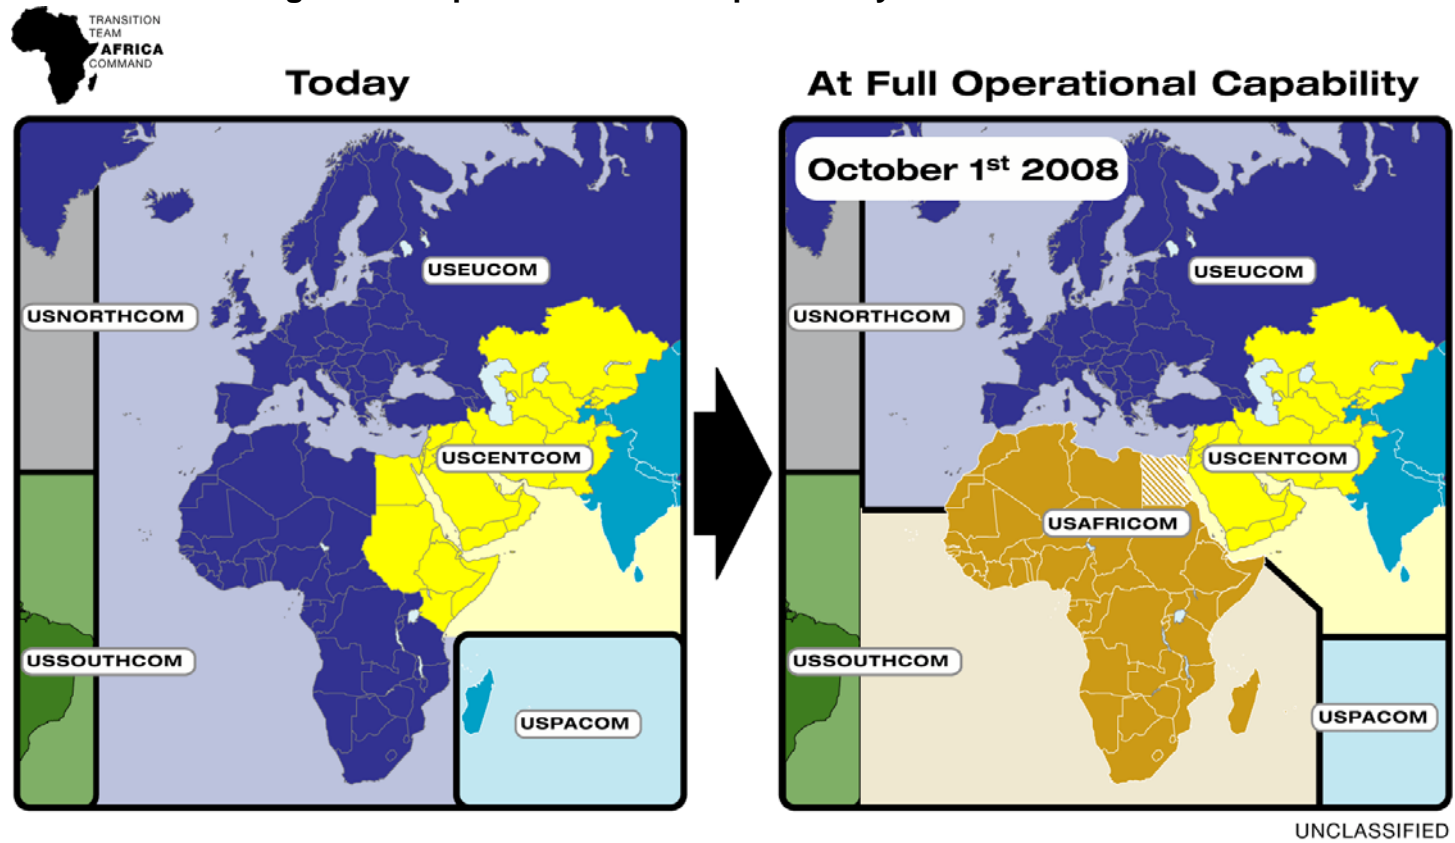 TRANSITION
TEAM
AFRICA
COMMAND
Today
At Full Operational Capability
USEUCOM
USNORTHCOM
USCENTCOM
USSOUTHCOM
USPACOM
October 1st 2008
USEUCOM
USNORTHCOM
USCENTCOM
USAFRICOM
USSOUTHCOM
USPACOM
UNCLASSIFIED